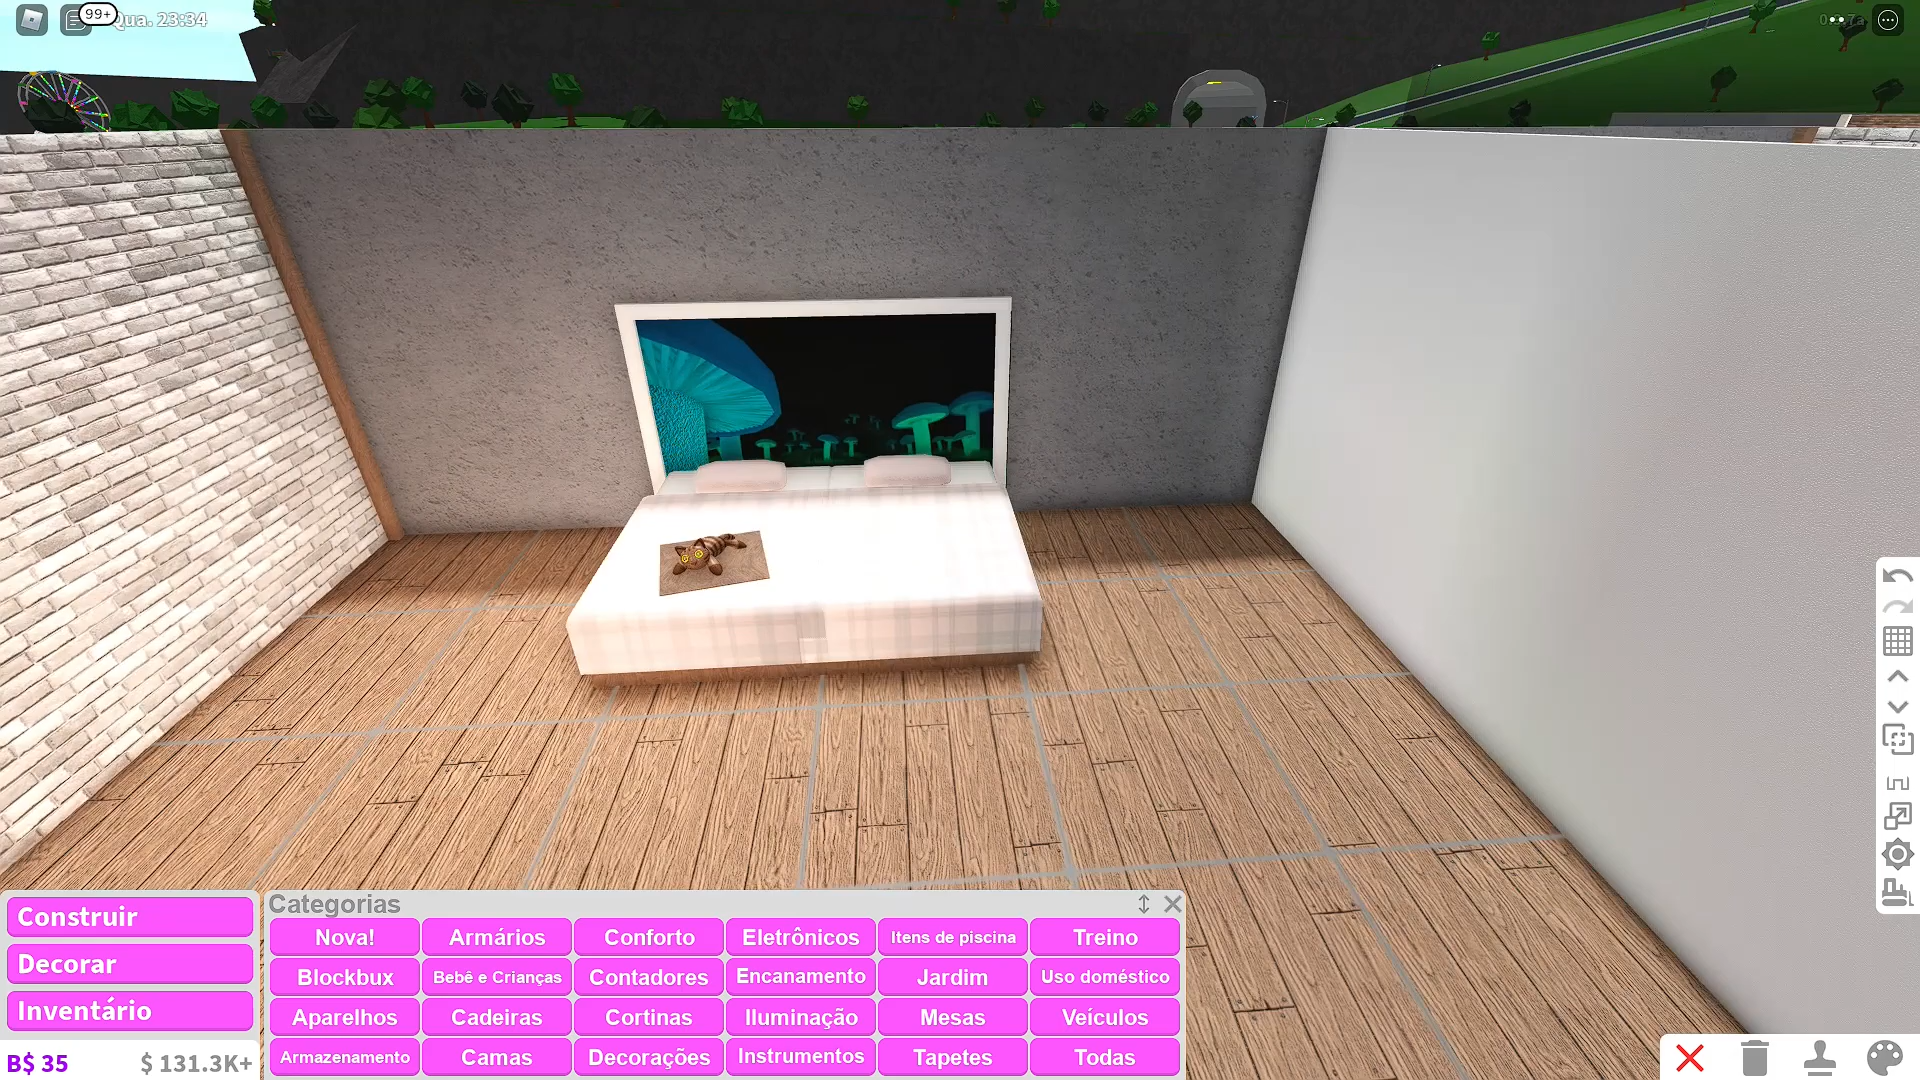 99+
Qua. 23:34
Construir
Decorar
Inventário
B$ 35
$ 131.3K+
Categorias
Nova!
Armários
Conforto
Eletrônicos
Itens de piscina
Treino
Blockbux
Bebê e Crianças
Contadores
Encanamento
Jardim
Uso doméstico
Aparelhos
Cadeiras
Cortinas
Iluminação
Mesas
Veículos
Armazenamento
Camas
Decorações
Instrumentos
Tapetes
Todas